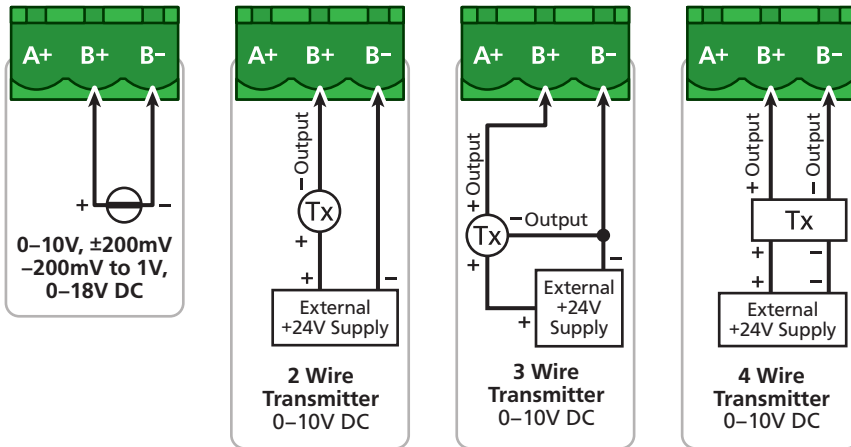 A+ B+ B–
+ –
0–10V, ±200mV
–200mV to 1V,
0–18V DC
A+ B+ B–
– Output
Tx
+
+ –
External
+24V Supply
2 Wire
Transmitter
0–10V DC
A+ B+ B–
+ Output
– Output
Tx
+
–
+
External
+24V
Supply
3 Wire
Transmitter
0–10V DC
A+ B+ B–
+ Output
– Output
Tx
+ –
+ –
External
+24V Supply
4 Wire
Transmitter
0–10V DC